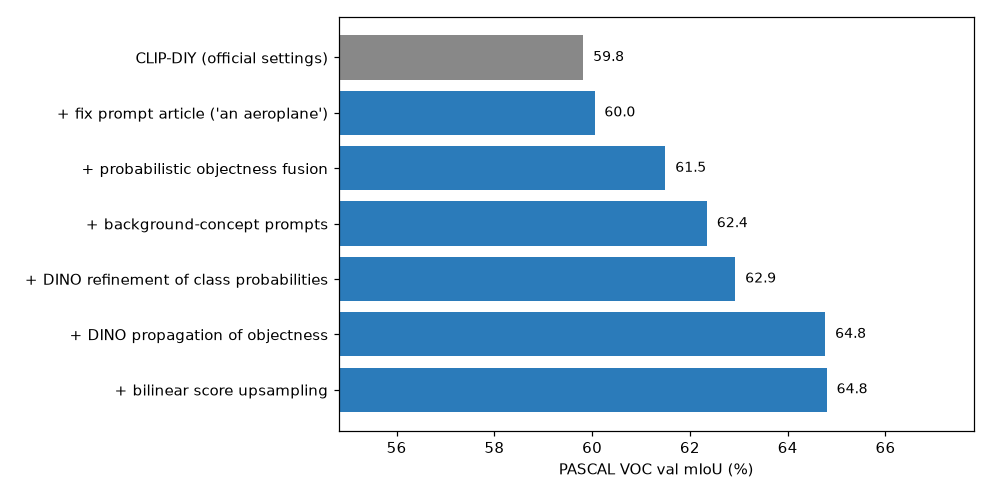 CLIP-DIY (official settings)
59.8
+ fix prompt article ('an aeroplane')
60.0
+ probabilistic objectness fusion
61.5
+ background-concept prompts
62.4
+ DINO refinement of class probabilities
62.9
+ DINO propagation of objectness
64.8
+ bilinear score upsampling
64.8
56 58 60 62 64 66
PASCAL VOC val mIoU (%)